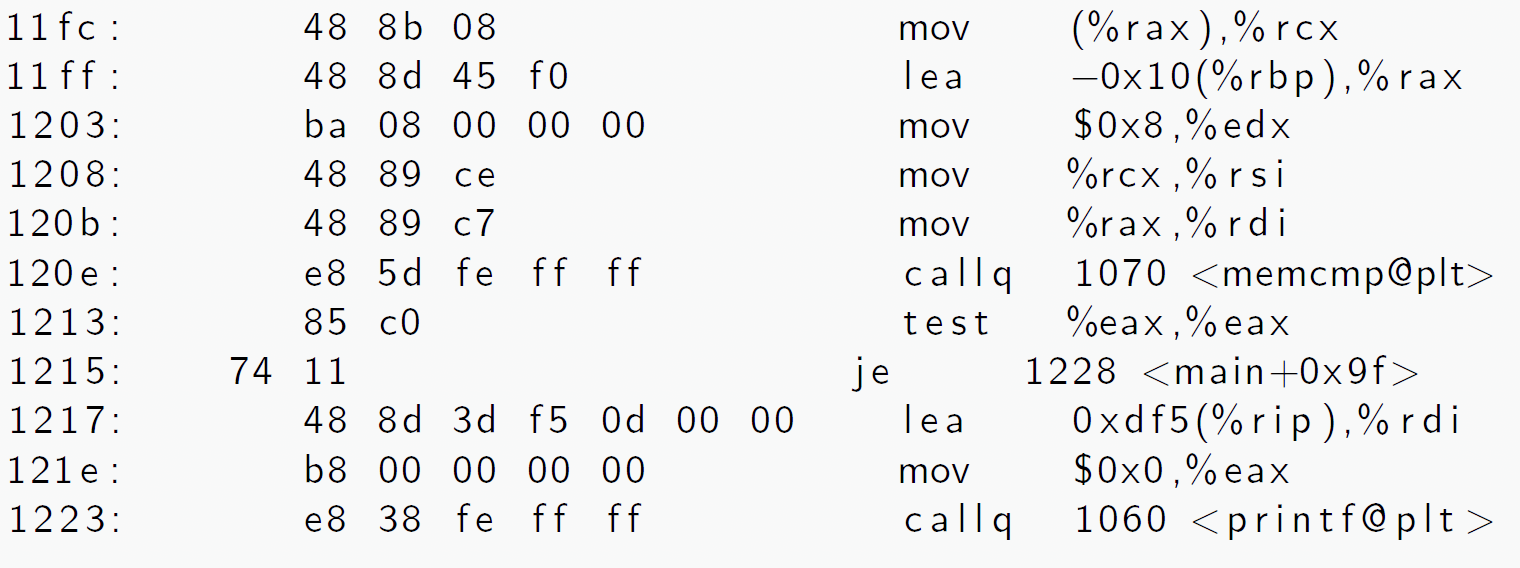 11fc: 48 8b 08 mov (%rax),%rcx
11ff: 48 8d 45 f0 lea −0x10(%rbp),%rax
1203: ba 08 00 00 00 mov $0x8,%edx
1208: 48 89 ce mov %rcx,%rsi
120b: 48 89 c7 mov %rax,%rdi
120e: e8 5d fe ff ff callq 1070 <memcmp@plt>
1213: 85 c0 test %eax,%eax
1215: 74 11 je 1228 <main+0x9f>
1217: 48 8d 3d f5 0d 00 00 lea 0xdf5(%rip),%rdi
121e: b8 00 00 00 00 mov $0x0,%eax
1223: e8 38 fe ff ff callq 1060 <printf@plt>